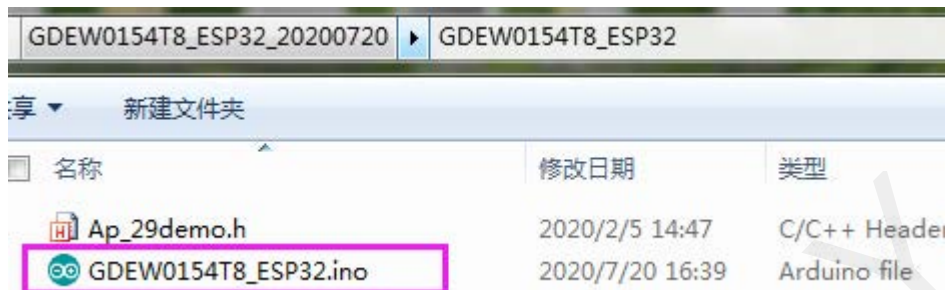 GDEW0154T8_ESP32_20200720 ▸ GDEW0154T8_ESP32
享 ▼ 新建文件夹
名称 修改日期 类型
Ap_29demo.h 2020/2/5 14:47 C/C++ Header
GDEW0154T8_ESP32.ino 2020/7/20 16:39 Arduino file